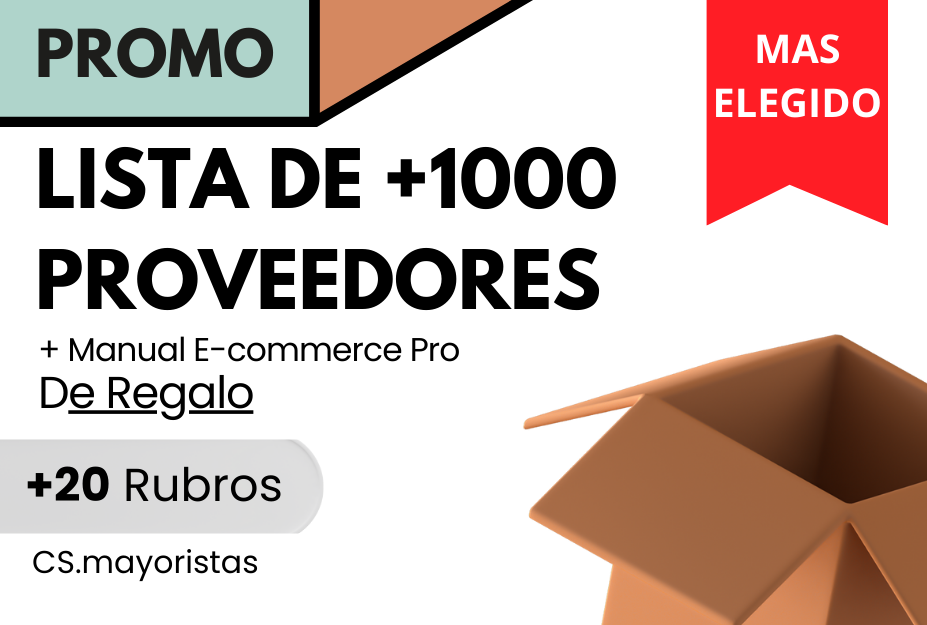 PROMO
MAS
ELEGIDO
LISTA DE +1000
PROVEEDORES
+ Manual E-commerce Pro
De Regalo
+20 Rubros
CS.mayoristas